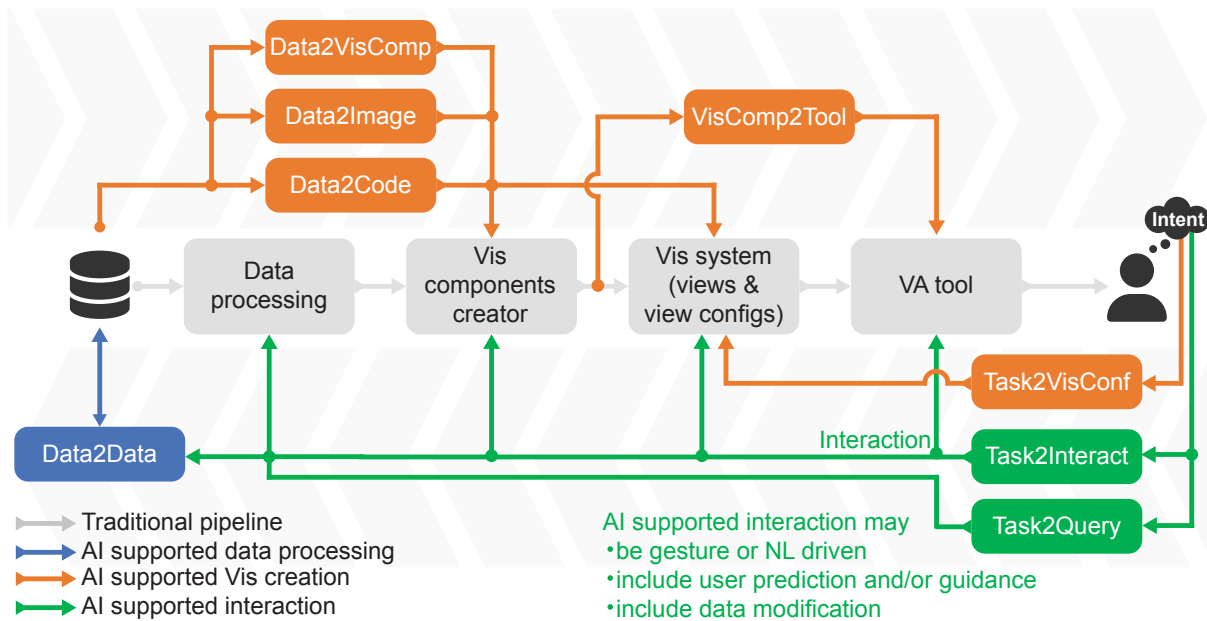 Data2VisComp
Data2Image
VisComp2Tool
Data2Code
Intent
Data
processing
Vis
components
creator
Vis system
(views &
view configs)
VA tool
Task2VisConf
Interaction
Data2Data
Task2Interact
Task2Query
Traditional pipeline
AI supported data processing
AI supported Vis creation
AI supported interaction
AI supported interaction may
•be gesture or NL driven
•include user prediction and/or guidance
•include data modification